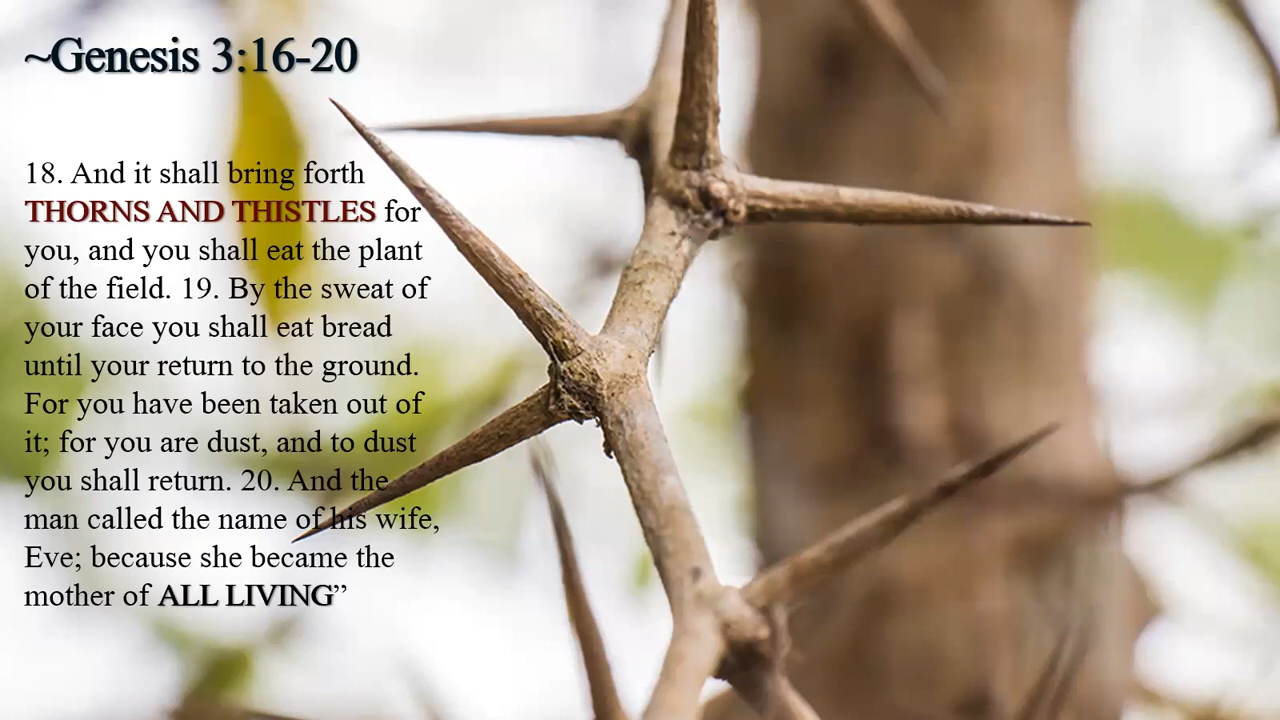 ~Genesis 3:16-20
18. And it shall bring forth
THORNS AND THISTLES for
you, and you shall eat the plant
of the field. 19. By the sweat of
your face you shall eat bread
until your return to the ground.
For you have been taken out of
it; for you are dust, and to dust
you shall return. 20. And the
man called the name of his wife,
Eve; because she became the
mother of ALL LIVING”